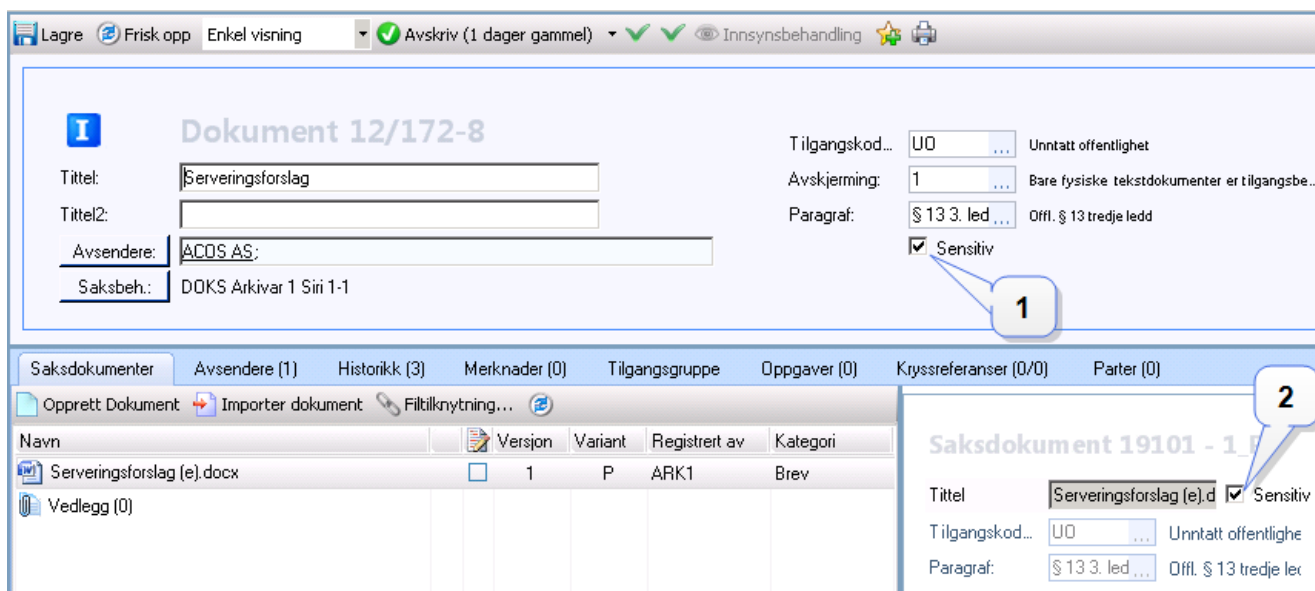 Lagre Frisk opp Enkel visning Avskriv (1 dager gammel) Innsynsbehandling
I Dokument 12/172-8
Tittel: Serveringsforslag
Tittel2:
Avsendere: ACOS AS;
Saksbeh.: DOKS Arkivar 1 Siri 1-1
Tilgangskod... UO ... Unntatt offentlighet
Avskjerming: 1 ... Bare fysiske tekstdokumenter er tilgangsbe...
Paragraf: § 13 3. led ... Offl. § 13 tredje ledd
Sensitiv
1
Saksdokumenter Avsendere (1) Historikk (3) Merknader (0) Tilgangsgruppe Oppgaver (0) Kryssreferanser (0/0) Parter (0)
Opprett Dokument Importer dokument Filtilknytning...
Navn Versjon Variant Registrert av Kategori
Serveringsforslag (e).docx 1 P ARK1 Brev
Vedlegg (0)
2
Saksdokument 19101 - 1_
Tittel Serveringsforslag (e).d Sensitiv
Tilgangskod... UO ... Unntatt offentlighe
Paragraf: § 13 3. led ... Offl. § 13 tredje led